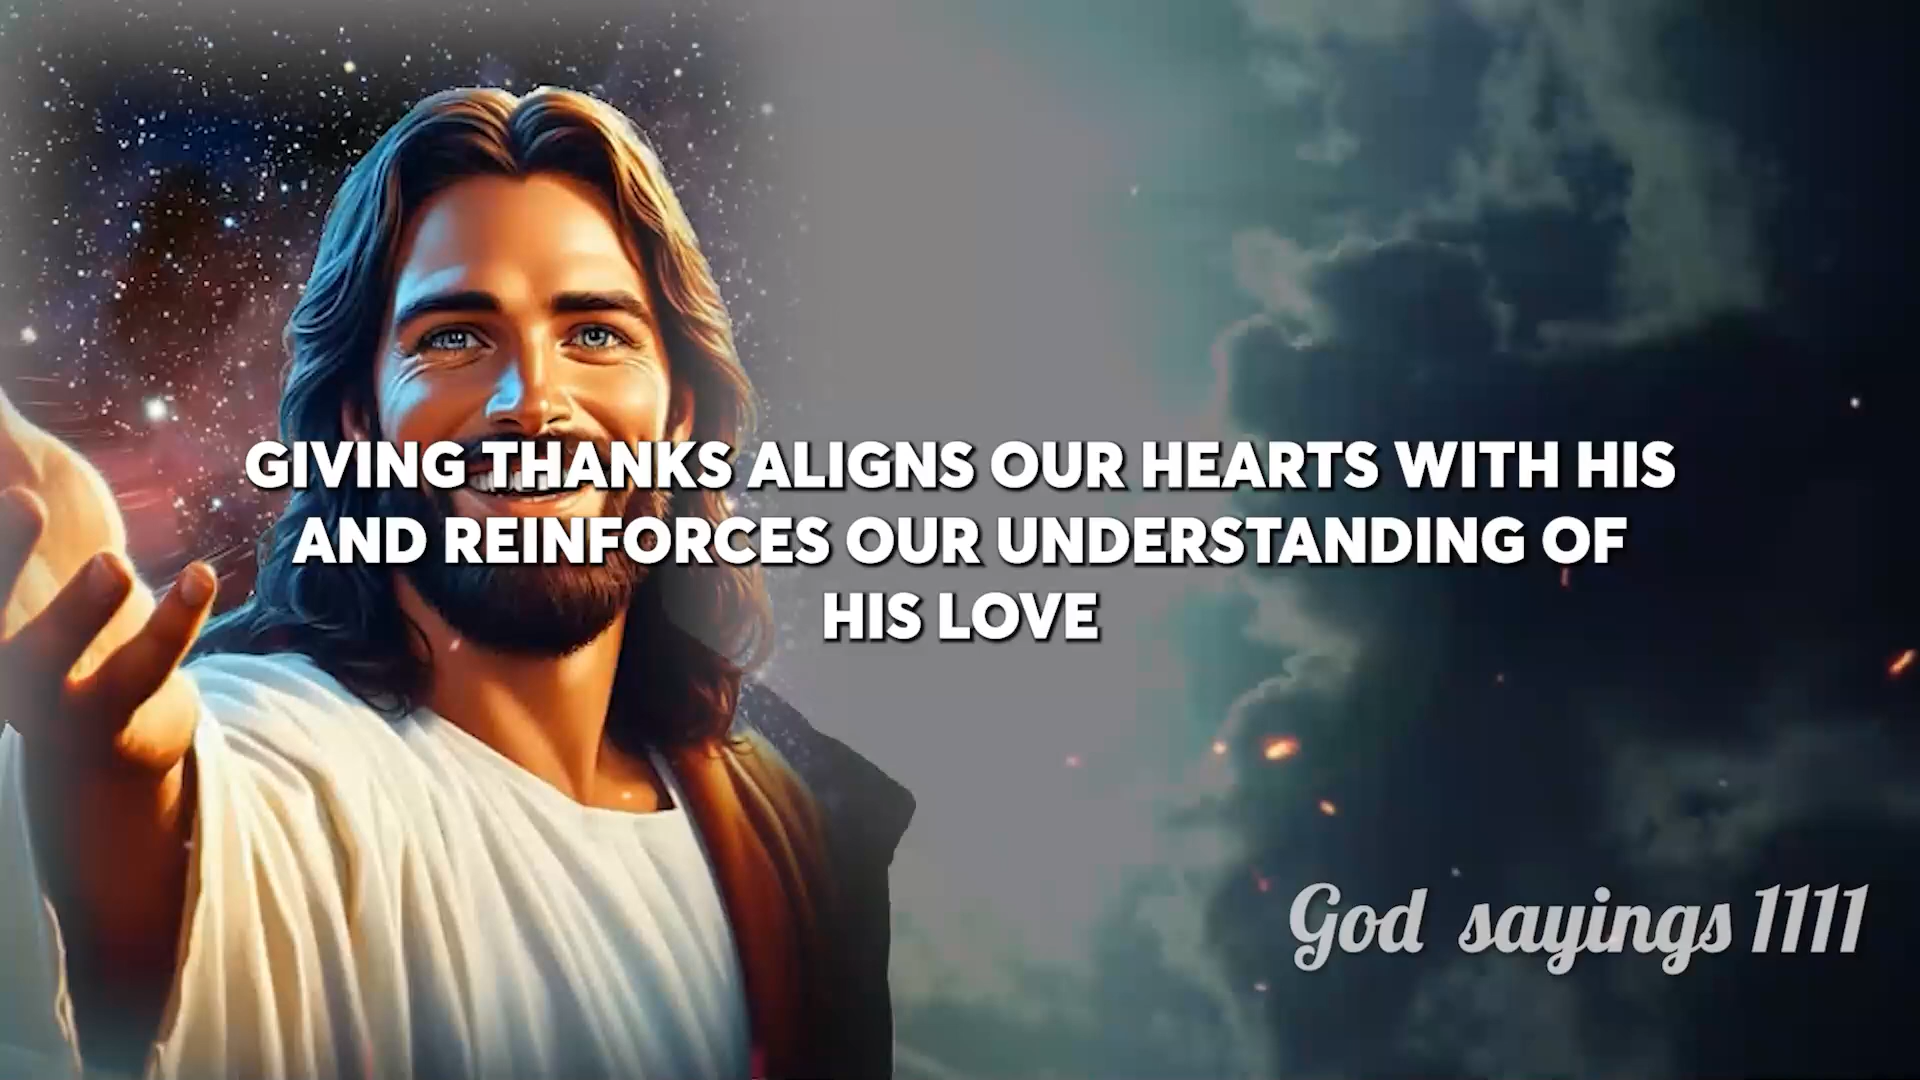 GIVING THANKS ALIGNS OUR HEARTS WITH HIS
AND REINFORCES OUR UNDERSTANDING OF
HIS LOVE
God sayings 1111